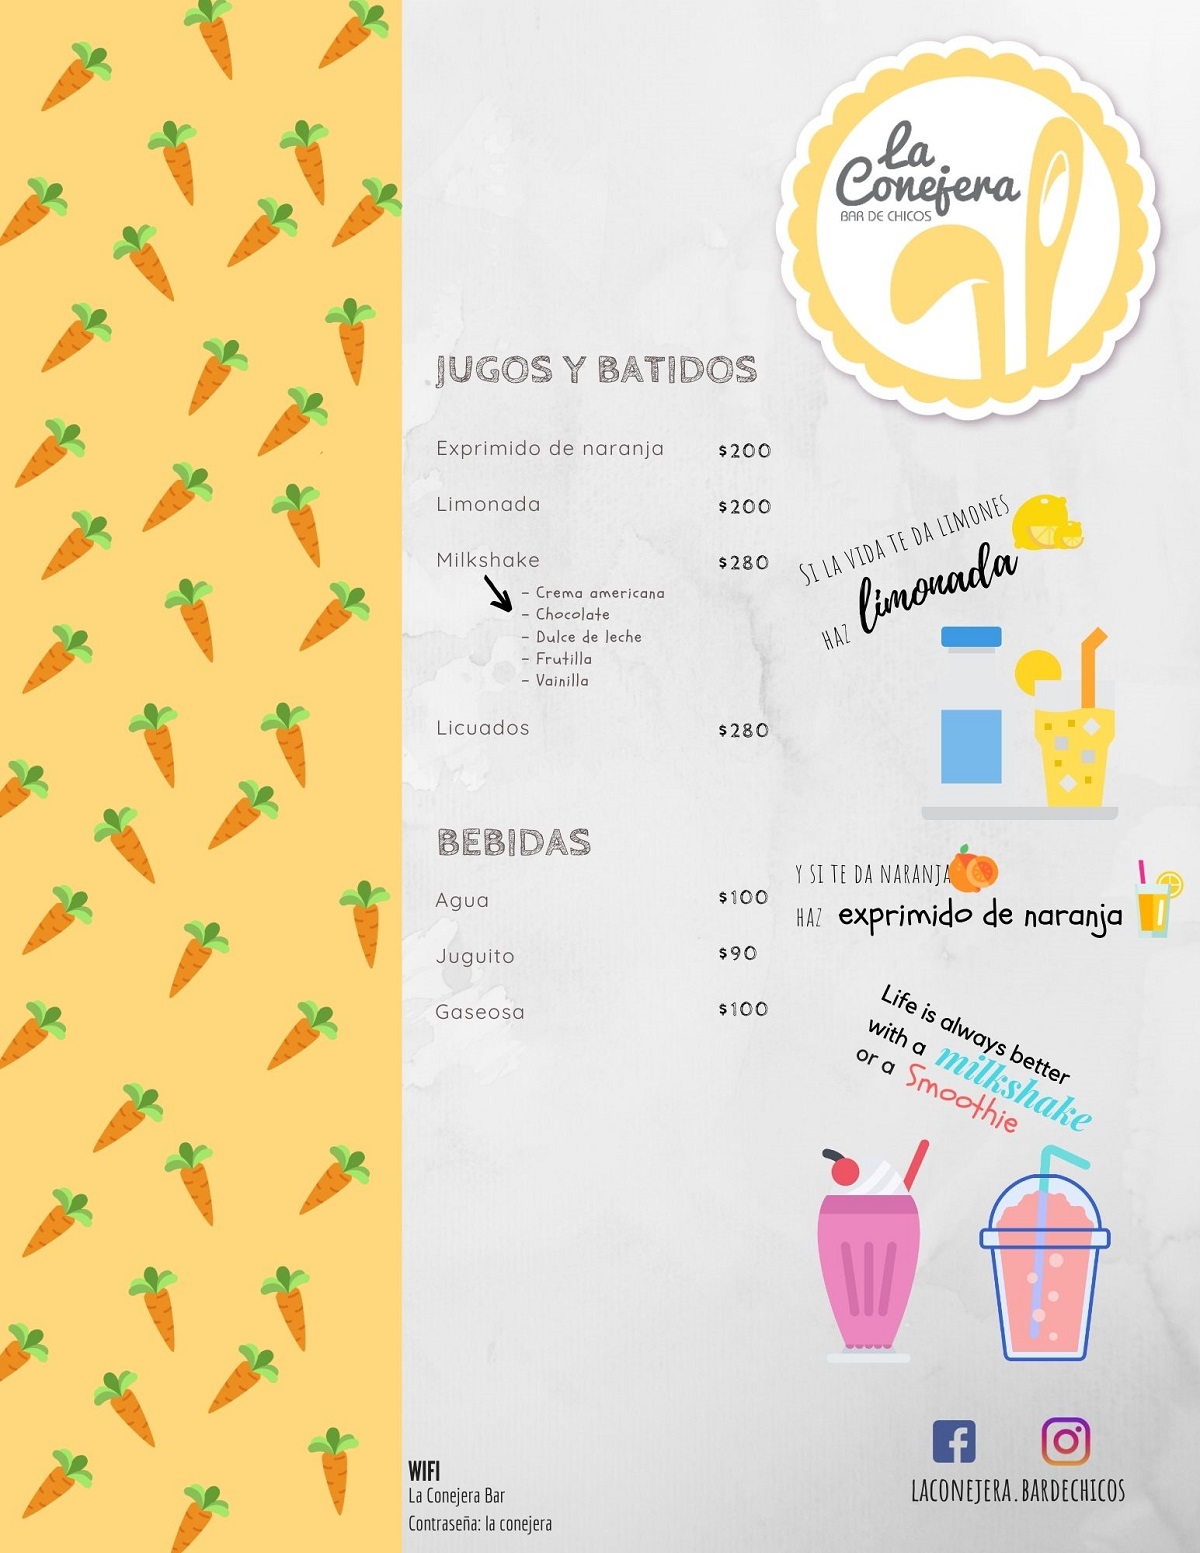 La
Conejera
BAR DE CHICOS
JUGOS Y BATIDOS
Exprimido de naranja $200
Limonada $200
Milkshake $280
- Crema americana
- Chocolate
- Dulce de leche
- Frutilla
- Vainilla
Licuados $280
SI LA VIDA TE DA LIMONES
HAZ limonada
BEBIDAS
Agua $100
Juguito $90
Gaseosa $100
Y SI TE DA NARANJA
HAZ exprimido de naranja
Life is always better
with a milkshake
or a Smoothie
WIFI
La Conejera Bar
Contraseña: la conejera
LACONEJERA.BARDECHICOS